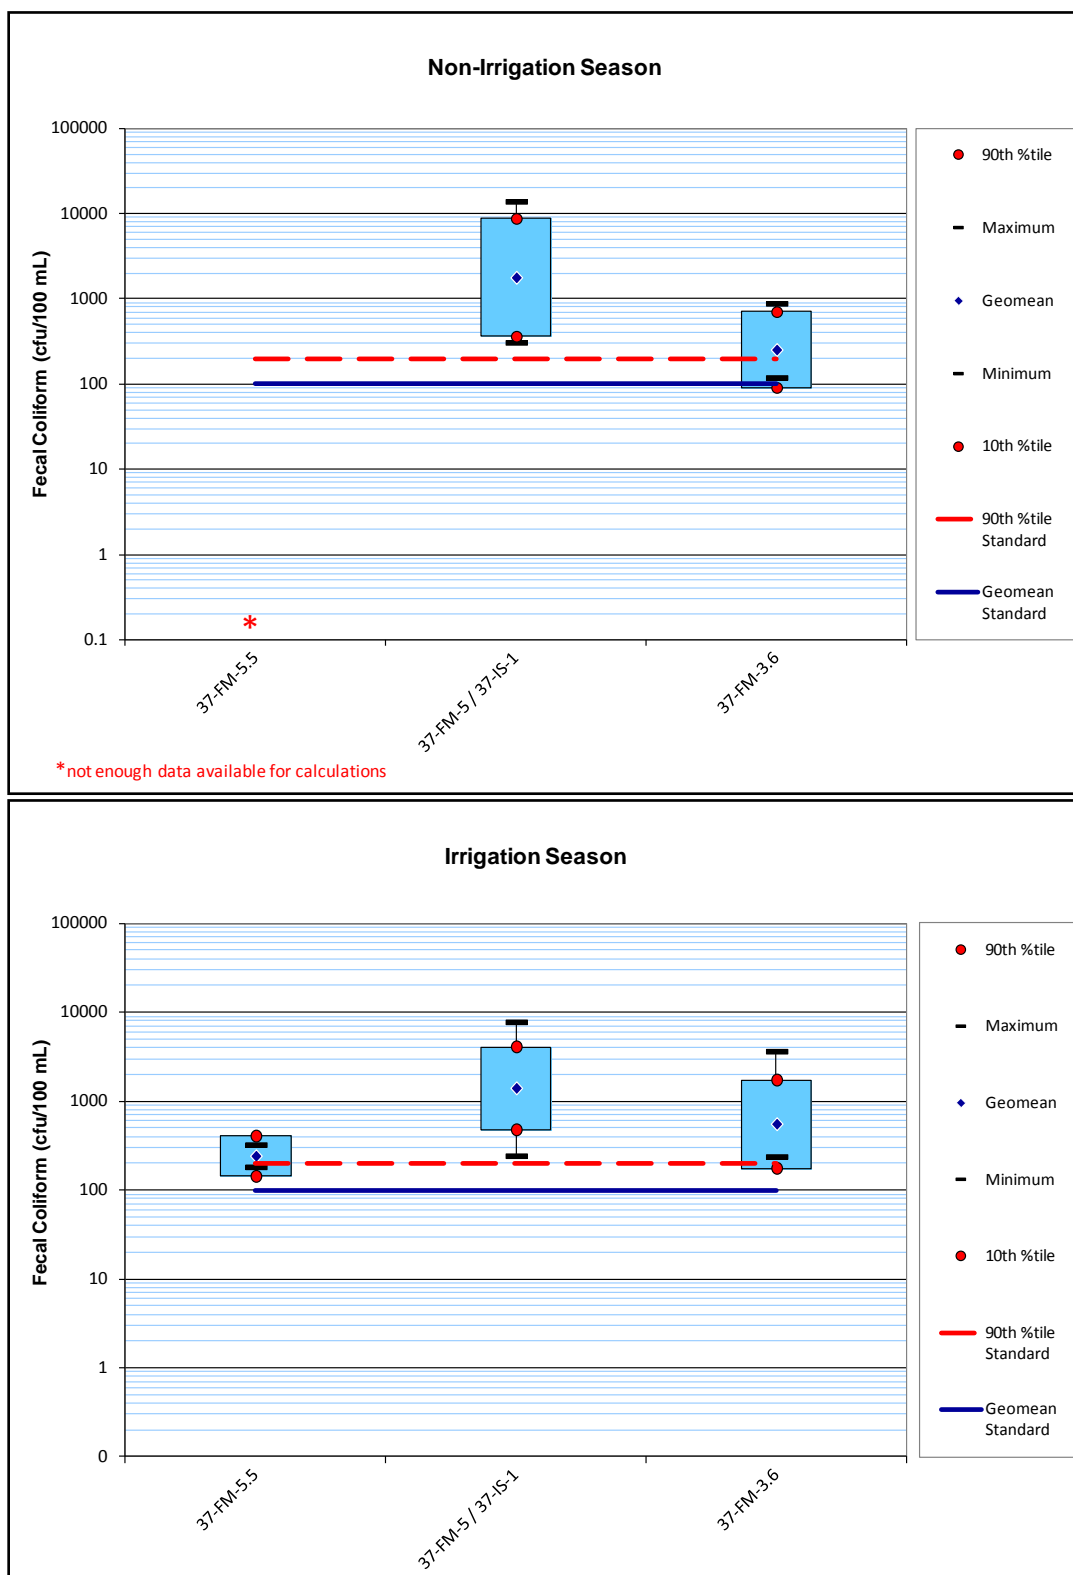 Non-Irrigation Season
Fecal Coliform (cfu/100 mL)
100000
10000
1000
100
10
1
0.1
*
37-FM-5.5
37-FM-5 / 37-IS-1
37-FM-3.6
*not enough data available for calculations
90th %tile
Maximum
Geomean
Minimum
10th %tile
90th %tile
Standard
Geomean
Standard
Irrigation Season
Fecal Coliform (cfu/100 mL)
100000
10000
1000
100
10
1
0
37-FM-5.5
37-FM-5 / 37-IS-1
37-FM-3.6
90th %tile
Maximum
Geomean
Minimum
10th %tile
90th %tile
Standard
Geomean
Standard